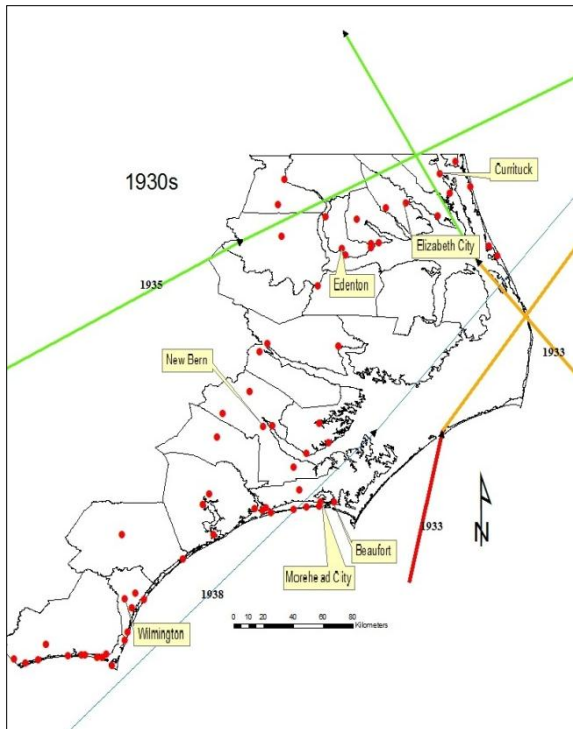 1930s
Currituck
Elizabeth City
Edenton
1935
New Bern
1933
1933
N
Beaufort
Morehead City
1938
Wilmington
0 10 20 40 60 80
Kilometers